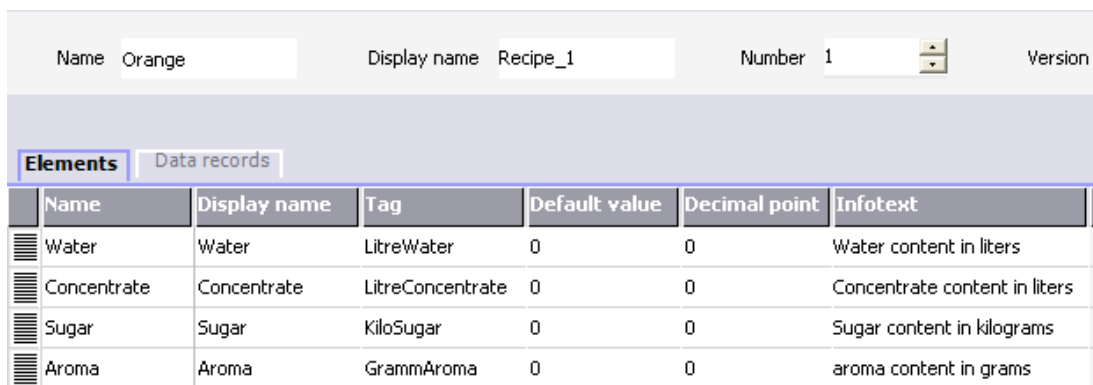 Name Orange Display name Recipe_1 Number 1 Version
Elements Data records
Name Display name Tag Default value Decimal point Infotext
Water Water LitreWater 0 0 Water content in liters
Concentrate Concentrate LitreConcentrate 0 0 Concentrate content in liters
Sugar Sugar KiloSugar 0 0 Sugar content in kilograms
Aroma Aroma GrammAroma 0 0 aroma content in grams